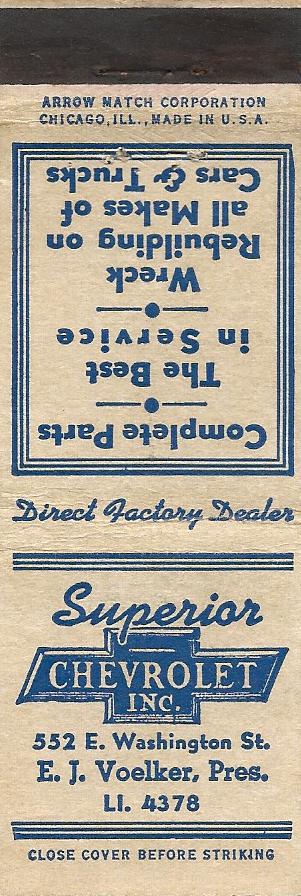 ARROW MATCH CORPORATION
CHICAGO, ILL., MADE IN U.S.A.
Complete Parts
The Best
in Service
Wreck
Rebuilding on
all Makes of
Cars & Trucks
Direct Factory Dealer
Superior
CHEVROLET
INC.
552 E. Washington St.
E. J. Voelker, Pres.
LI. 4378
CLOSE COVER BEFORE STRIKING